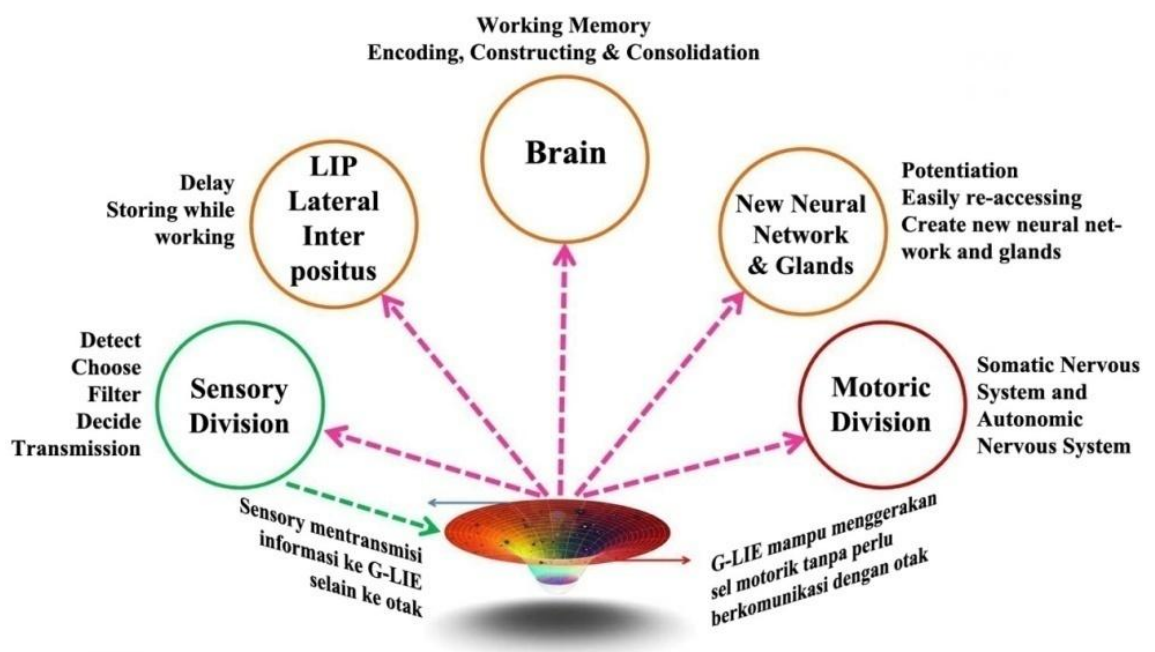 Working Memory
Encoding, Constructing & Consolidation
Brain
LIP
Lateral
Inter
positus
Delay
Storing while
working
New Neural
Network
& Glands
Potentiation
Easily re-accessing
Create new neural net-
work and glands
Detect
Choose
Filter
Decide
Transmission
Sensory
Division
Motoric
Division
Somatic Nervous
System and
Autonomic
Nervous System
Sensory mentransmisi
informasi ke G-LIE
selain ke otak
G-LIE mampu menggerakan
sel motorik tanpa perlu
berkomunikasi dengan otak